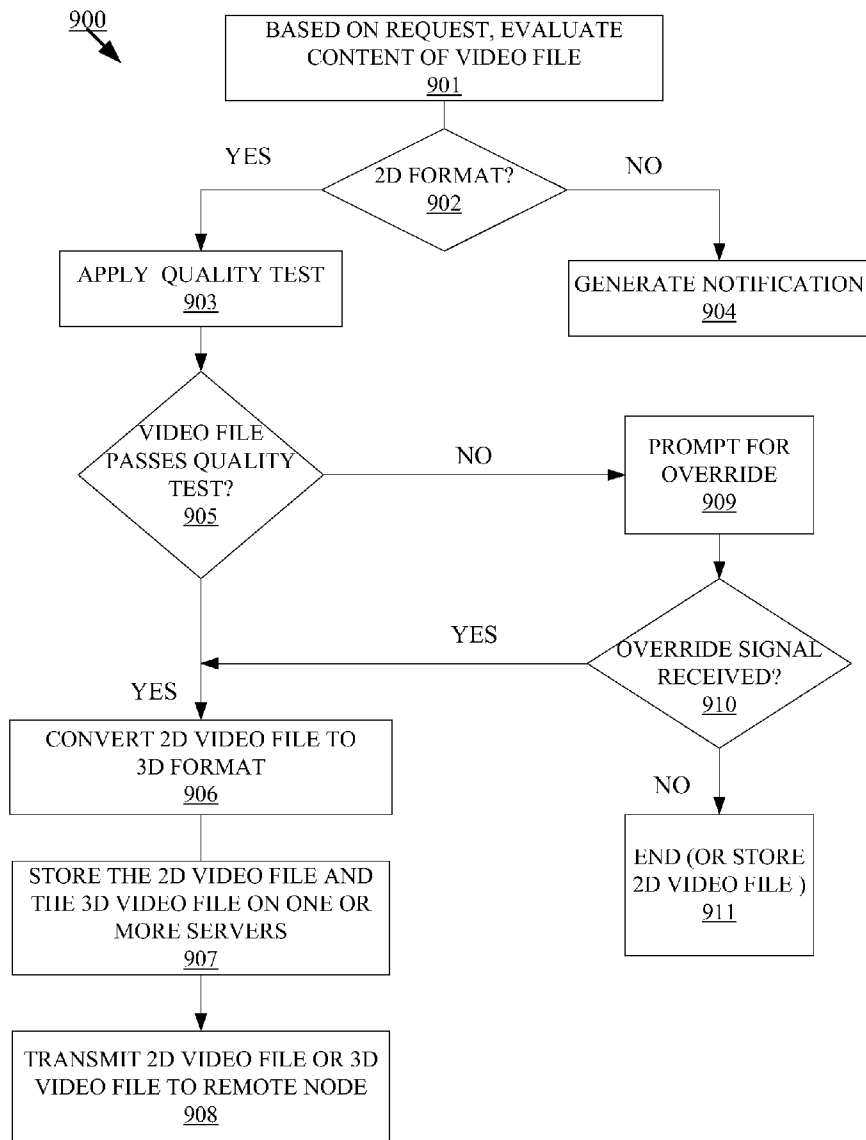 900
BASED ON REQUEST, EVALUATE
CONTENT OF VIDEO FILE
901
YES
2D FORMAT?
902
NO
APPLY QUALITY TEST
903
GENERATE NOTIFICATION
904
VIDEO FILE
PASSES QUALITY
TEST?
905
NO
PROMPT FOR
OVERRIDE
909
YES
OVERRIDE SIGNAL
RECEIVED?
910
YES
CONVERT 2D VIDEO FILE TO
3D FORMAT
906
NO
END (OR STORE
2D VIDEO FILE )
911
STORE THE 2D VIDEO FILE AND
THE 3D VIDEO FILE ON ONE OR
MORE SERVERS
907
TRANSMIT 2D VIDEO FILE OR 3D
VIDEO FILE TO REMOTE NODE
908